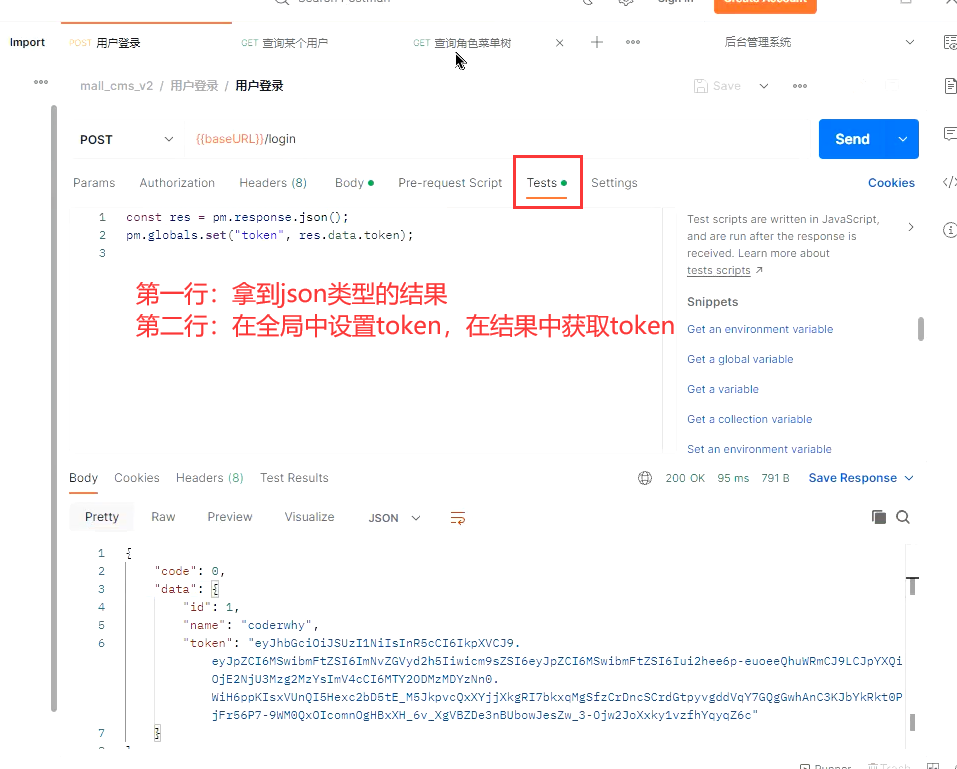 Search Postman
Sign in
Create Account
Import
POST 用户登录
GET 查询某个用户
GET 查询角色菜单树
后台管理系统
mall_cms_v2 / 用户登录 / 用户登录
Save
POST
{{baseURL}}/login
Send
Params
Authorization
Headers (8)
Body
Pre-request Script
Tests
Settings
Cookies
1 const res = pm.response.json();
2 pm.globals.set("token", res.data.token);
3
第一行：拿到json类型的结果
第二行：在全局中设置token，在结果中获取token
Test scripts are written in JavaScript,
and are run after the response is
received. Learn more about
tests scripts ↗
Snippets
Get an environment variable
Get a global variable
Get a variable
Get a collection variable
Set an environment variable
Body
Cookies
Headers (8)
Test Results
200 OK
95 ms
791 B
Save Response
Pretty
Raw
Preview
Visualize
JSON
1 {
2 "code": 0,
3 "data": {
4 "id": 1,
5 "name": "coderwhy",
6 "token": "eyJhbGciOiJSUzI1NiIsInR5cCI6IkpXVCJ9.
eyJpZCI6MSwibmFtZSI6ImNvZGVyd2h5Iiwicm9sZSI6eyJpZCI6MSwibmFtZSI6Iui2hee6p-euoeeQhuWRmCJ9LCJpYXQi
OjE2NjU3Mzg2MzYsImV4cCI6MTY2ODMzMDYzNn0.
WiH6ppKIsxVUnQI5Hexc2bD5tE_M5JkpvcQxXYjjXkgRI7bkxqMgSfzCrDncSCrdGtpyvgddVqY7GQgGwhAnC3KJbYkRkt0P
jFr56P7-9WM0QxOIcomnOgHBxXH_6v_XgVBZDe3nBUbowJesZw_3-Ojw2JoXxky1vzfhYqyqZ6c"
7 }
Runner
Trash